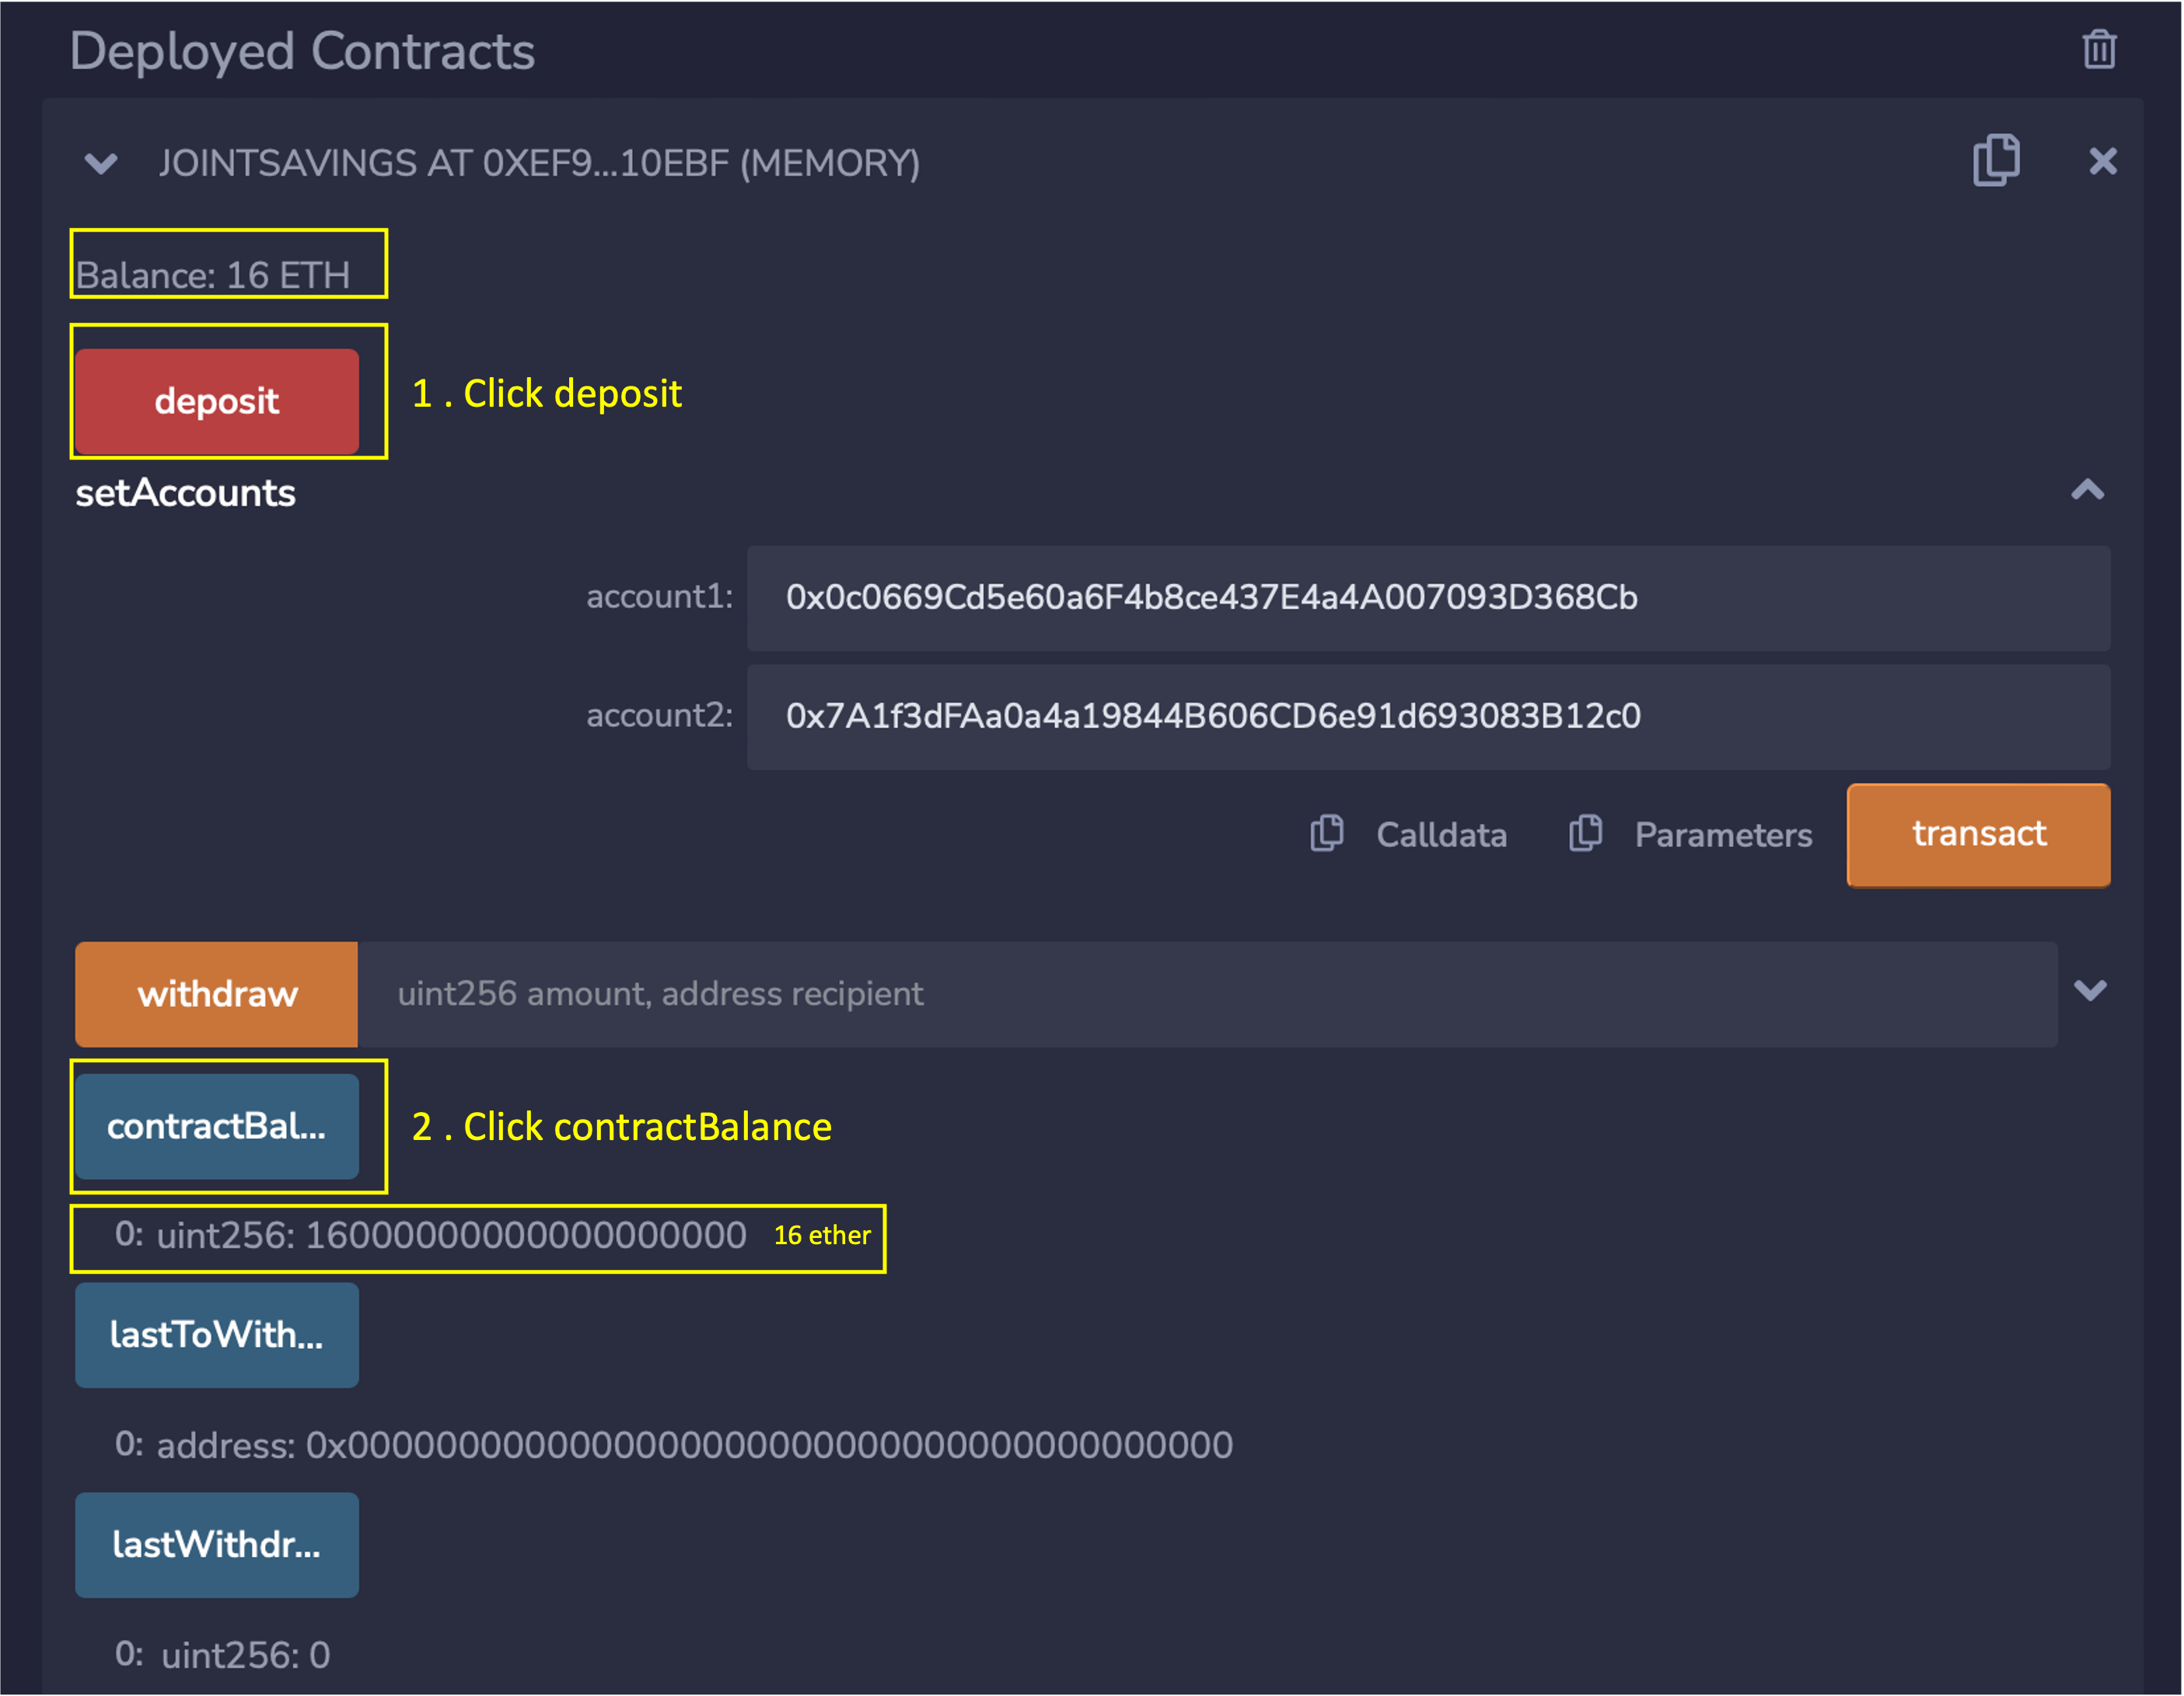 Deployed Contracts
JOINTSAVINGS AT 0XEF9...10EBF (MEMORY)
Balance: 16 ETH
deposit
1 . Click deposit
setAccounts
account1:
0x0c0669Cd5e60a6F4b8ce437E4a4A007093D368Cb
account2:
0x7A1f3dFAa0a4a19844B606CD6e91d693083B12c0
Calldata
Parameters
transact
withdraw
uint256 amount, address recipient
contractBal...
2 . Click contractBalance
0: uint256: 16000000000000000000
16 ether
lastToWith...
0: address: 0x0000000000000000000000000000000000000000
lastWithdr...
0: uint256: 0